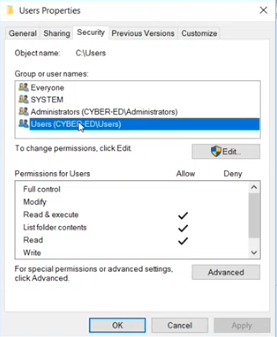 Users Properties
General Sharing Security Previous Versions Customize
Object name: C:\Users
Group or user names:
Everyone
SYSTEM
Administrators (CYBER-ED\Administrators)
Users (CYBER-ED\Users)
To change permissions, click Edit.
Edit...
Permissions for Users Allow Deny
Full control
Modify
Read & execute
List folder contents
Read
Write
For special permissions or advanced settings,
click Advanced.
Advanced
OK Cancel Apply